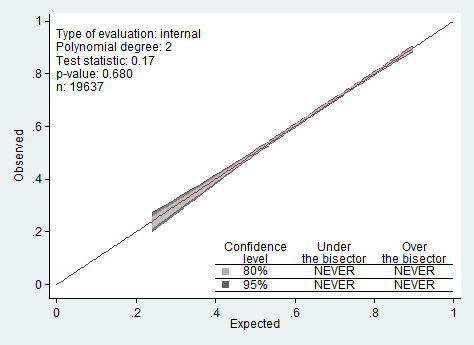 Type of evaluation: internal
Polynomial degree: 2
Test statistic: 0.17
p-value: 0.680
n: 19637
Observed
1
.8
.6
.4
.2
0
Confidence level Under the bisector Over the bisector
80% NEVER NEVER
95% NEVER NEVER
0 .2 .4 .6 .8 1
Expected